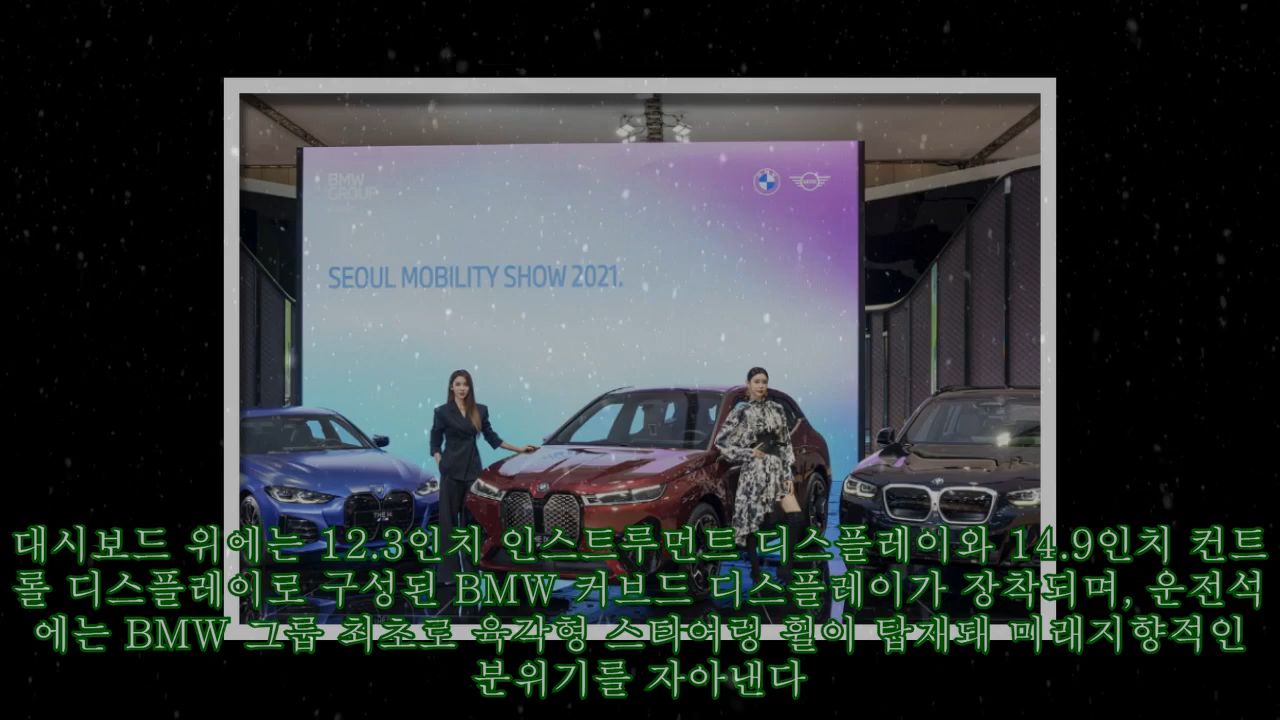 BMW
GROUP
SEOUL MOBILITY SHOW 2021.
대시보드 위에는 12.3인치 인스트루먼트 디스플레이와 14.9인치 컨트
롤 디스플레이로 구성된 BMW 커브드 디스플레이가 장착되며, 운전석
에는 BMW 그룹 최초로 육각형 스티어링 휠이 탑재돼 미래지향적인
분위기를 자아낸다